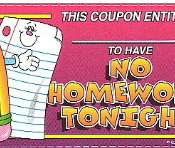 THIS COUPON ENTIT
TO HAVE
NO
HOMEWO
TONIGH